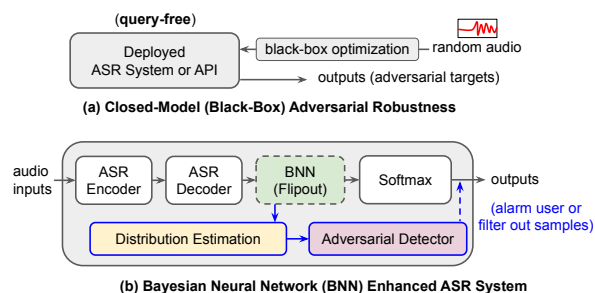 (query-free)
Deployed
ASR System or API
black-box optimization
random audio
outputs (adversarial targets)
(a) Closed-Model (Black-Box) Adversarial Robustness
audio
inputs
ASR
Encoder
ASR
Decoder
BNN
(Flipout)
Softmax
outputs
(alarm user or
filter out samples)
Distribution Estimation
Adversarial Detector
(b) Bayesian Neural Network (BNN) Enhanced ASR System